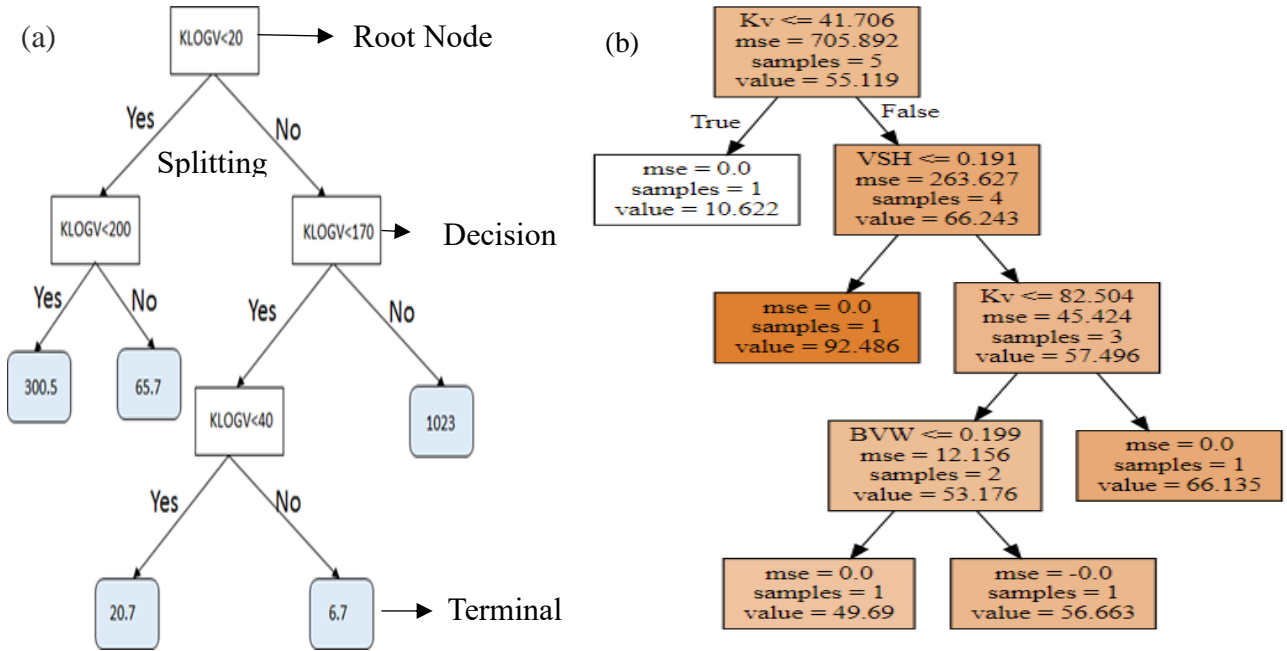 (a)
KLOGV<20
Root Node
Yes
No
Splitting
KLOGV<200
KLOGV<170
Decision
Yes
No
Yes
No
300.5
65.7
KLOGV<40
1023
Yes
No
20.7
6.7
Terminal
(b)
Kv <= 41.706
mse = 705.892
samples = 5
value = 55.119
True
False
mse = 0.0
samples = 1
value = 10.622
VSH <= 0.191
mse = 263.627
samples = 4
value = 66.243
mse = 0.0
samples = 1
value = 92.486
Kv <= 82.504
mse = 45.424
samples = 3
value = 57.496
BVW <= 0.199
mse = 12.156
samples = 2
value = 53.176
mse = 0.0
samples = 1
value = 66.135
mse = 0.0
samples = 1
value = 49.69
mse = -0.0
samples = 1
value = 56.663